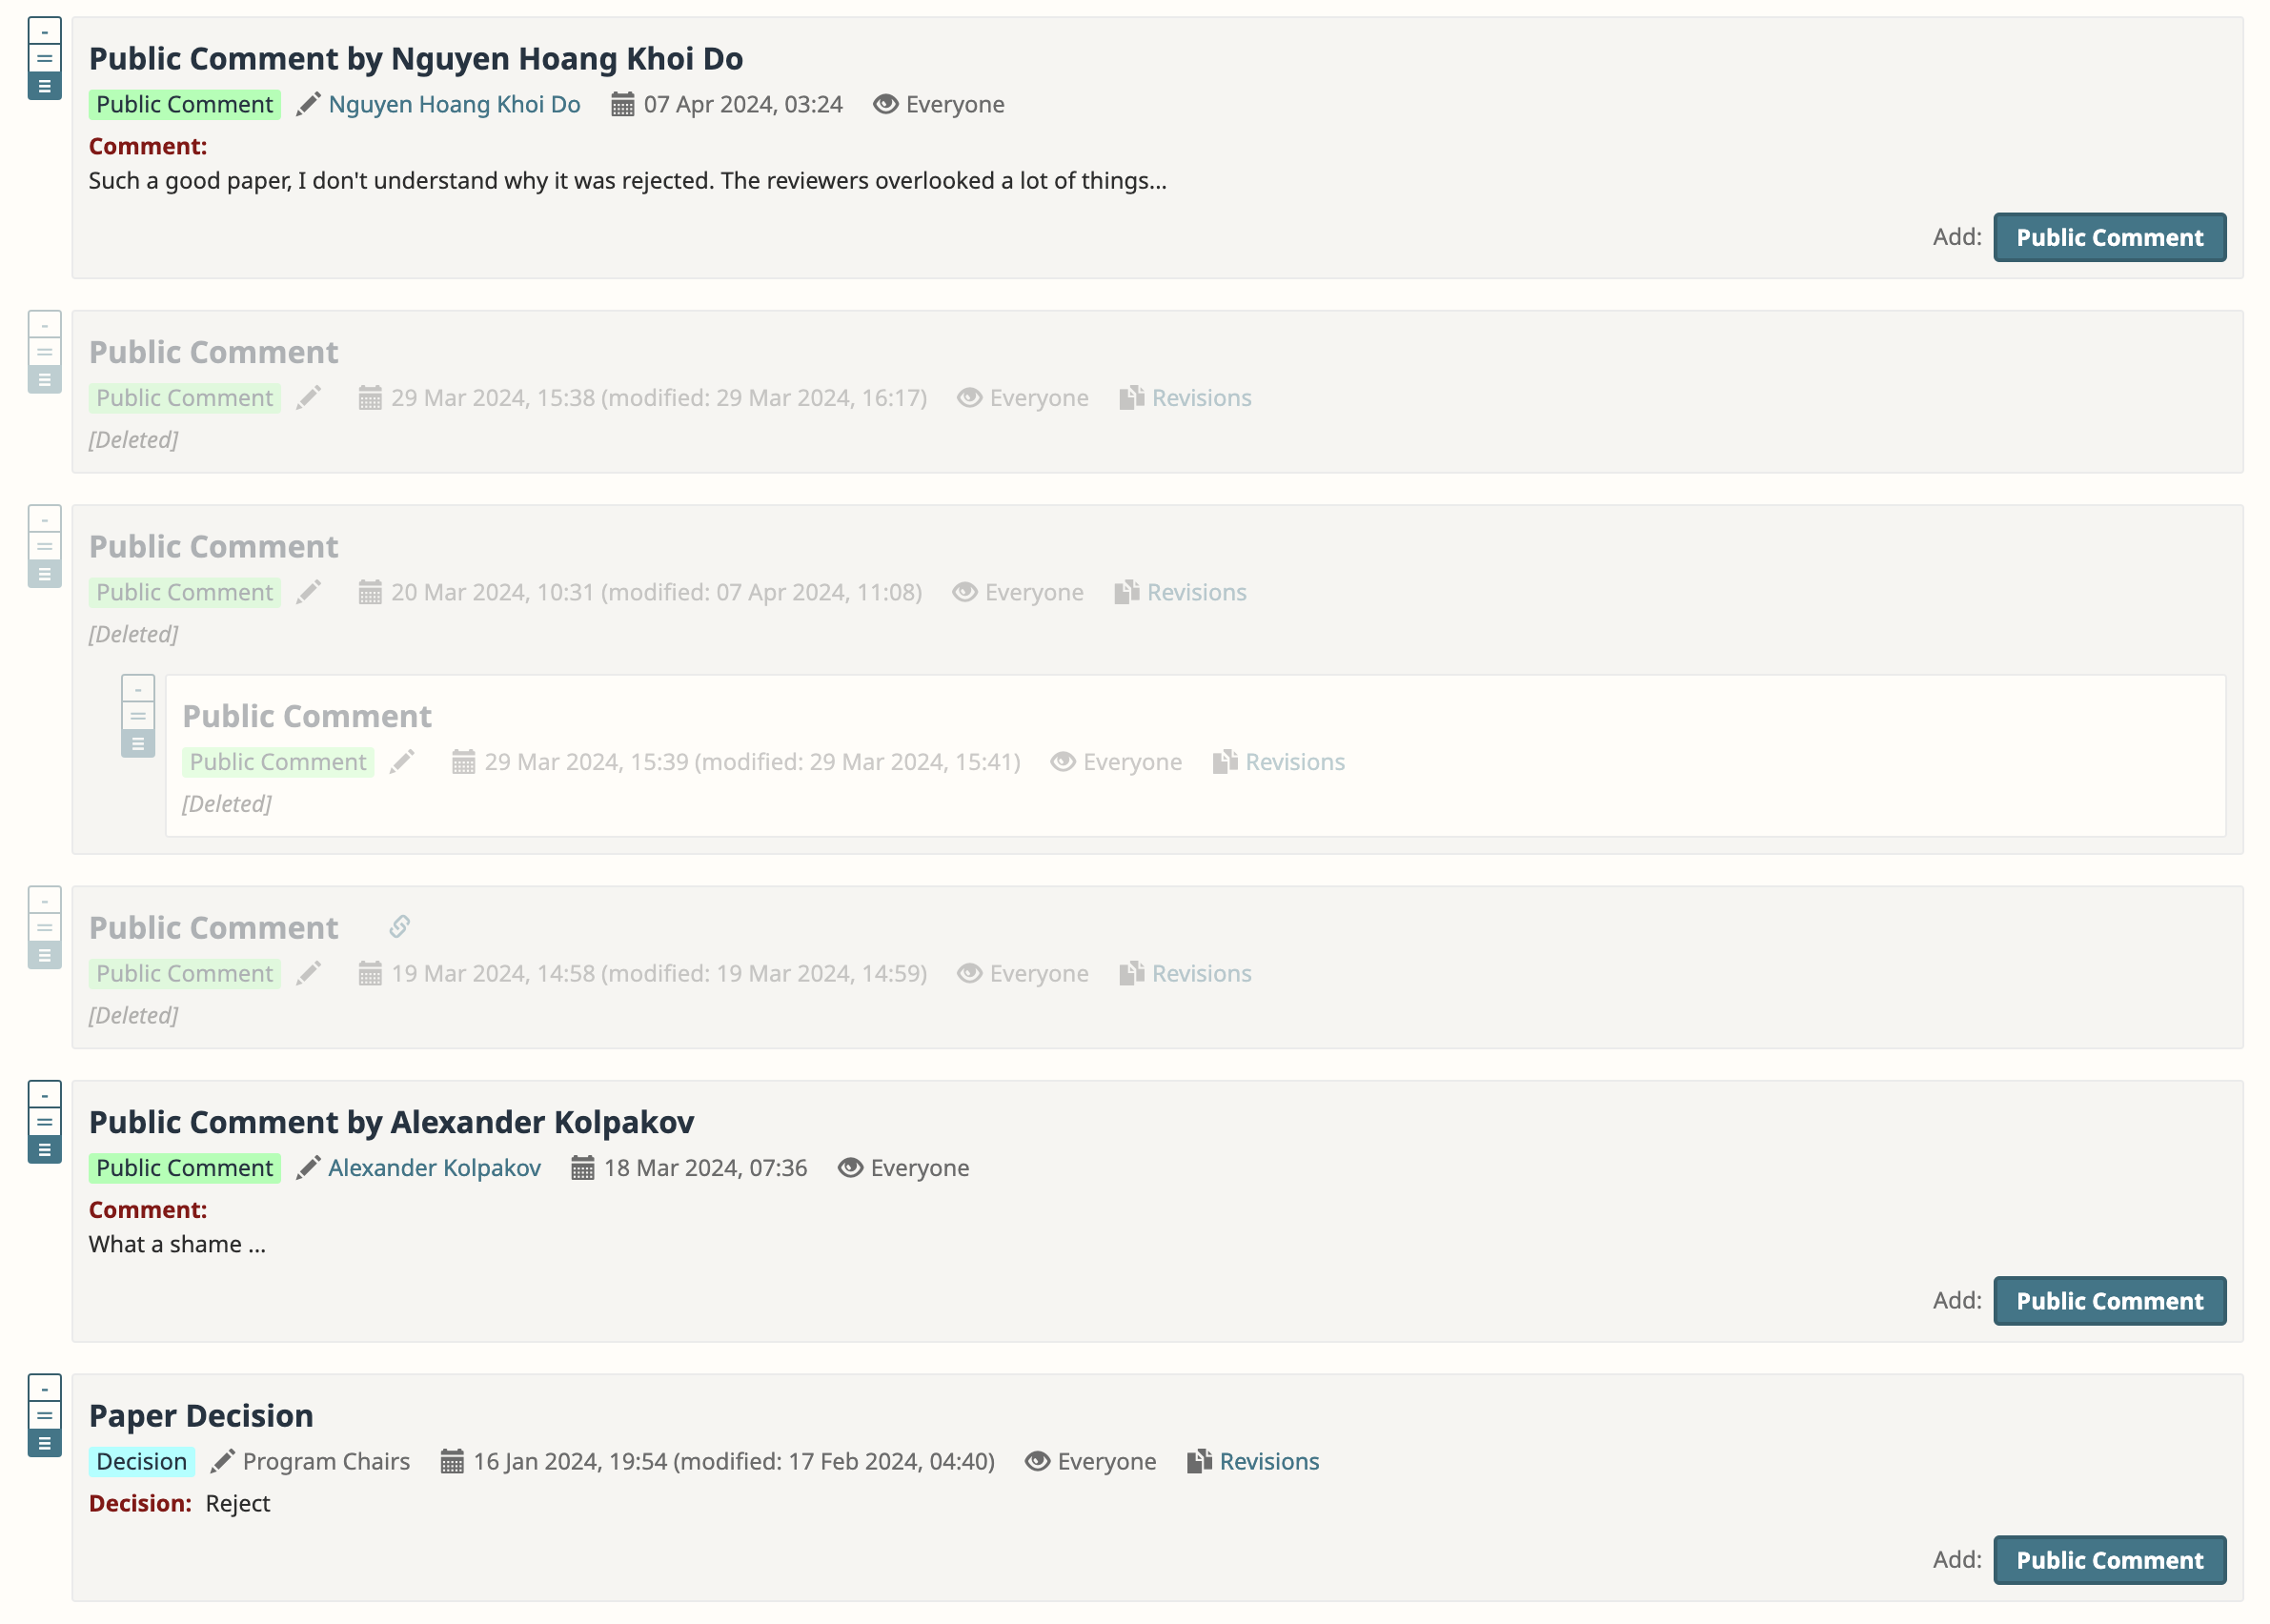 Public Comment by Nguyen Hoang Khoi Do
Public Comment Nguyen Hoang Khoi Do 07 Apr 2024, 03:24 Everyone
Comment:
Such a good paper, I don't understand why it was rejected. The reviewers overlooked a lot of things...
Add: Public Comment
Public Comment
Public Comment 29 Mar 2024, 15:38 (modified: 29 Mar 2024, 16:17) Everyone Revisions
[Deleted]
Public Comment
Public Comment 20 Mar 2024, 10:31 (modified: 07 Apr 2024, 11:08) Everyone Revisions
[Deleted]
Public Comment
Public Comment 29 Mar 2024, 15:39 (modified: 29 Mar 2024, 15:41) Everyone Revisions
[Deleted]
Public Comment
Public Comment 19 Mar 2024, 14:58 (modified: 19 Mar 2024, 14:59) Everyone Revisions
[Deleted]
Public Comment by Alexander Kolpakov
Public Comment Alexander Kolpakov 18 Mar 2024, 07:36 Everyone
Comment:
What a shame ...
Add: Public Comment
Paper Decision
Decision Program Chairs 16 Jan 2024, 19:54 (modified: 17 Feb 2024, 04:40) Everyone Revisions
Decision: Reject
Add: Public Comment